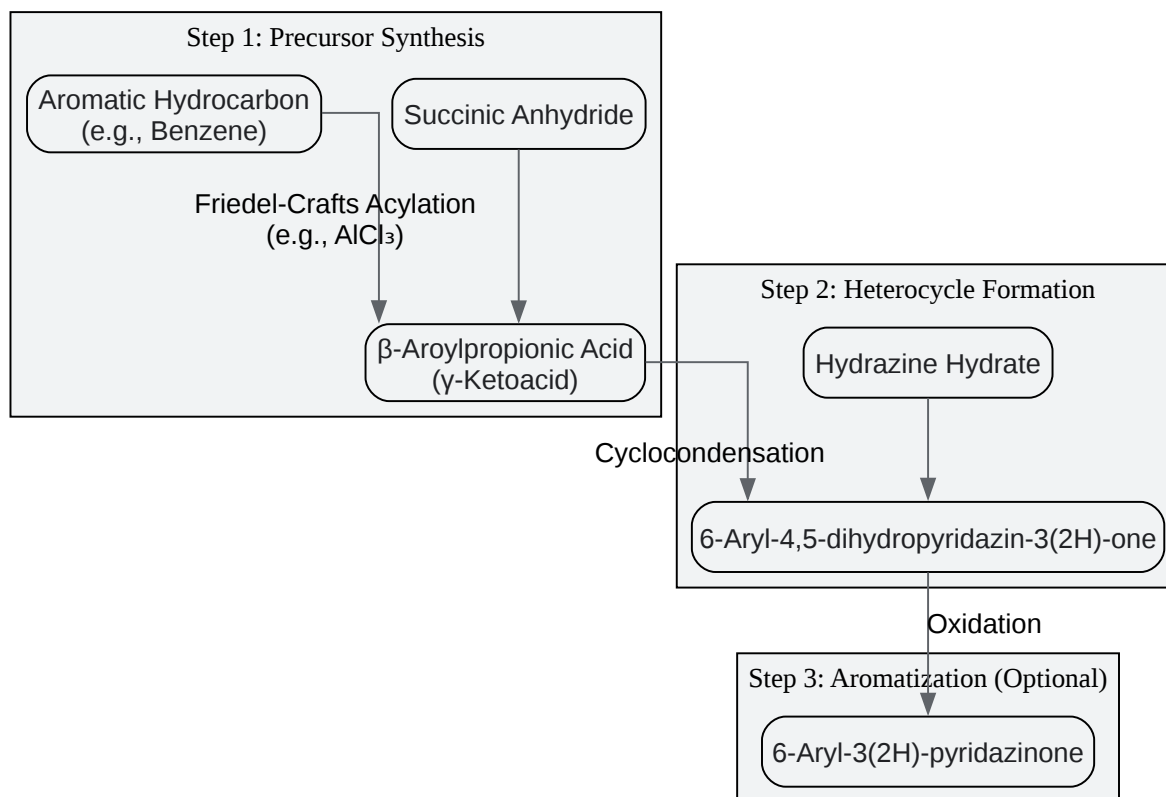 Step 1: Precursor Synthesis
Aromatic Hydrocarbon
(e.g., Benzene)
Succinic Anhydride
Friedel-Crafts Acylation
(e.g., AlCl₃)
β-Aroylpropionic Acid
(γ-Ketoacid)
Step 2: Heterocycle Formation
Hydrazine Hydrate
Cyclocondensation
6-Aryl-4,5-dihydropyridazin-3(2H)-one
Oxidation
Step 3: Aromatization (Optional)
6-Aryl-3(2H)-pyridazinone